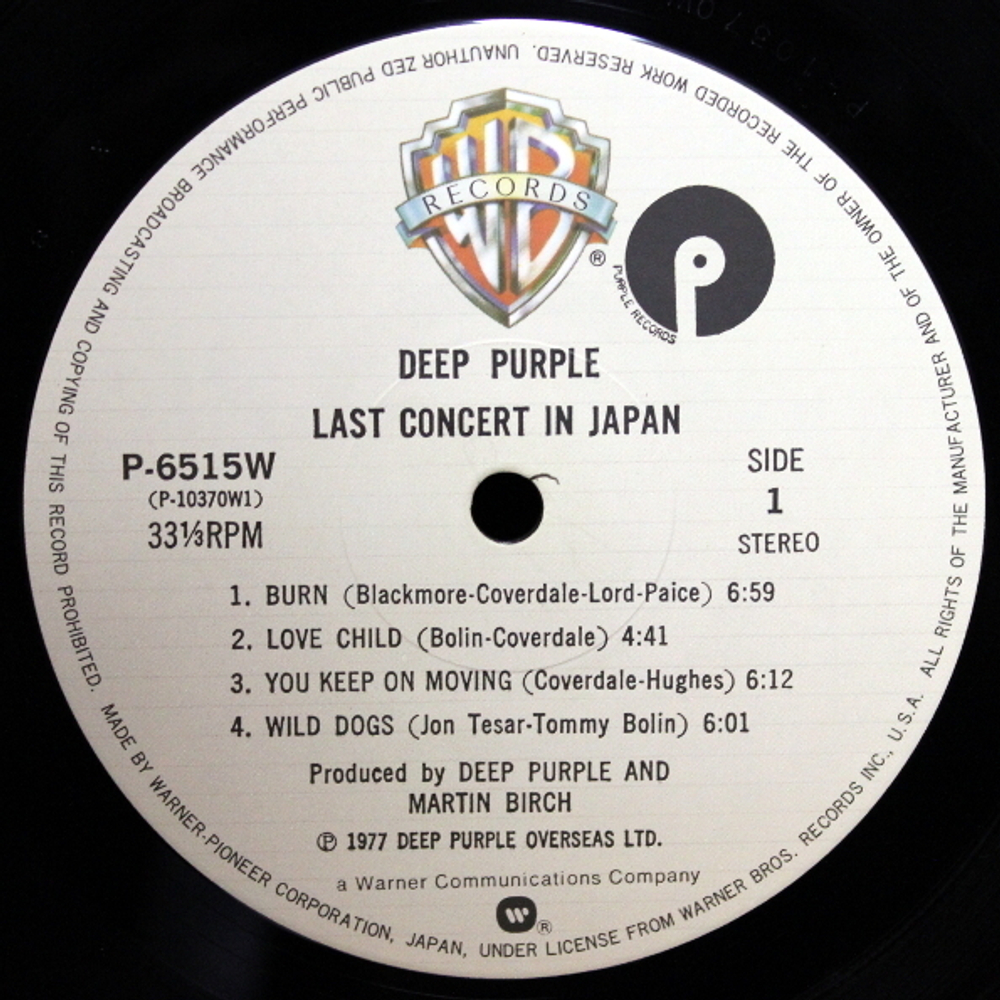 ALL RIGHTS OF THE MANUFACTURER AND OF THE OWNER OF THE RECORDED WORK RESERVED. UNAUTHOR ZED PUBLIC PERFORMANCE BROADCASTING AND COPYING OF THIS RECORD PROHIBITED.
WB
RECORDS
®
P
PURPLE RECORDS
DEEP PURPLE
LAST CONCERT IN JAPAN
P-6515W
(P-10370W1)
33⅓RPM
SIDE
1
STEREO
1. BURN (Blackmore-Coverdale-Lord-Paice) 6:59
2. LOVE CHILD (Bolin-Coverdale) 4:41
3. YOU KEEP ON MOVING (Coverdale-Hughes) 6:12
4. WILD DOGS (Jon Tesar-Tommy Bolin) 6:01
Produced by DEEP PURPLE AND
MARTIN BIRCH
℗ 1977 DEEP PURPLE OVERSEAS LTD.
a Warner Communications Company
®
MADE BY WARNER-PIONEER CORPORATION, JAPAN, UNDER LICENSE FROM WARNER BROS. RECORDS INC., U.S.A.